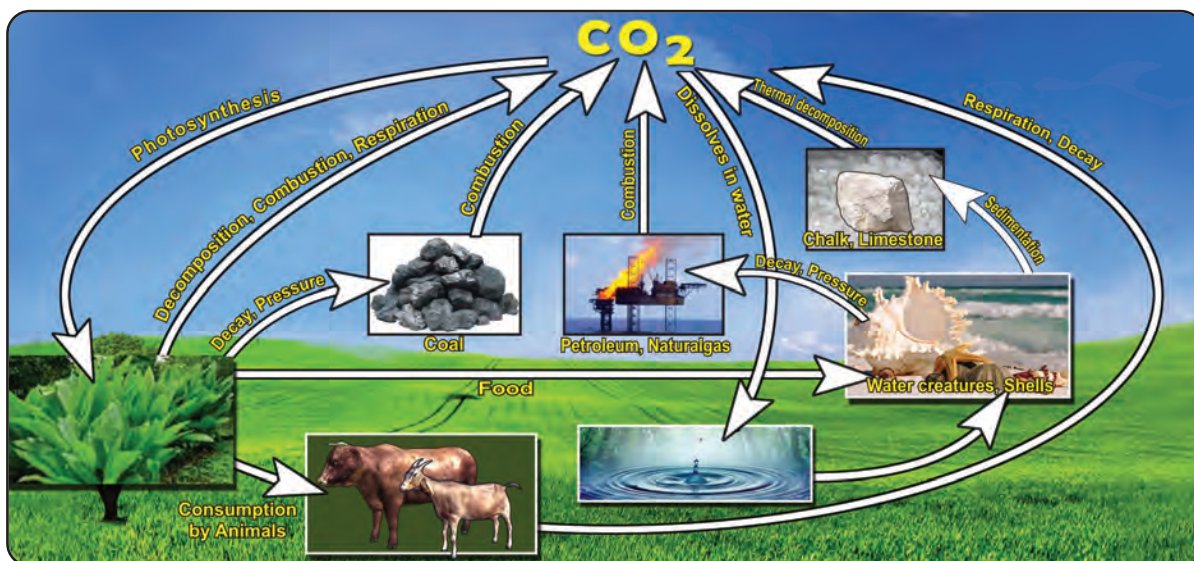 CO2
Photosynthesis
Decomposition, Combustion, Respiration
Combustion
Combustion
Dissolves in water
Thermal decomposition
Respiration, Decay
Chalk, Limestone
Sedimentation
Decay, Pressure
Coal
Petroleum, Naturalgas
Decay, Pressure
Water creatures, Shells
Food
Consumption
by Animals